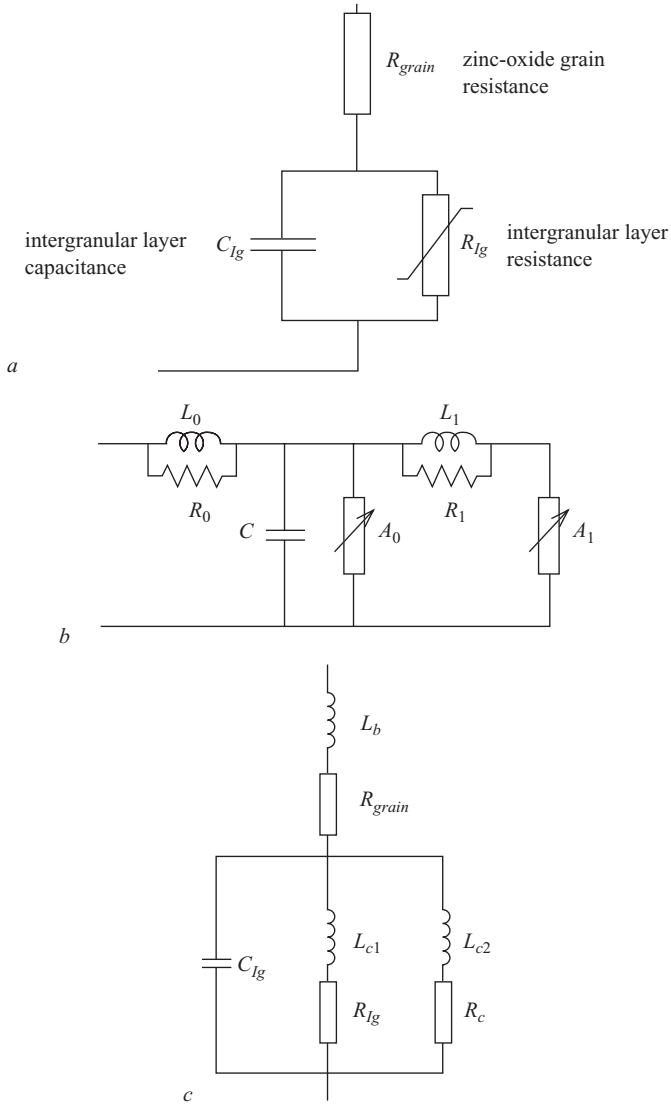 R_grain zinc-oxide grain
resistance
intergranular layer
capacitance
C_Ig
R_Ig
intergranular layer
resistance
a
L_0
L_1
R_0
R_1
C
A_0
A_1
b
L_b
R_grain
C_Ig
L_c1
L_c2
R_Ig
R_c
c